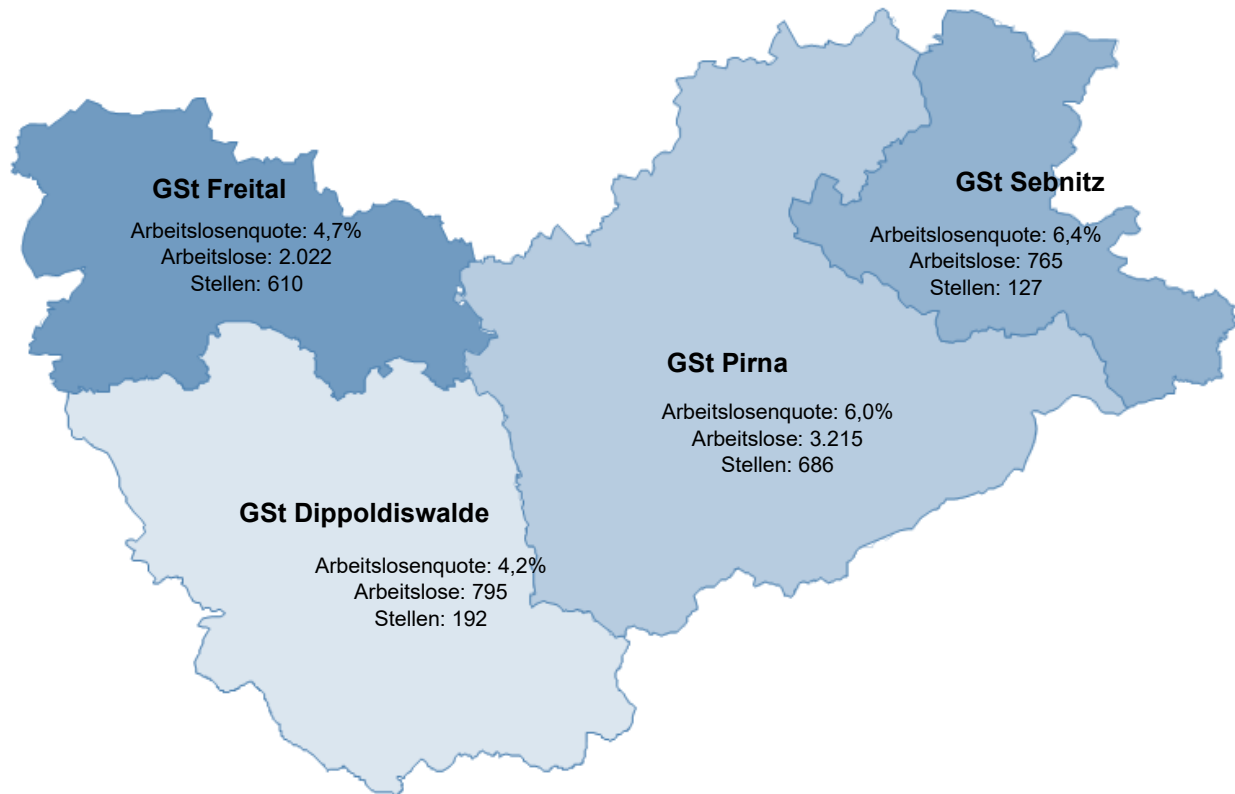 GSt Freital
Arbeitslosenquote: 4,7%
Arbeitslose: 2.022
Stellen: 610
GSt Sebnitz
Arbeitslosenquote: 6,4%
Arbeitslose: 765
Stellen: 127
GSt Pirna
Arbeitslosenquote: 6,0%
Arbeitslose: 3.215
Stellen: 686
GSt Dippoldiswalde
Arbeitslosenquote: 4,2%
Arbeitslose: 795
Stellen: 192